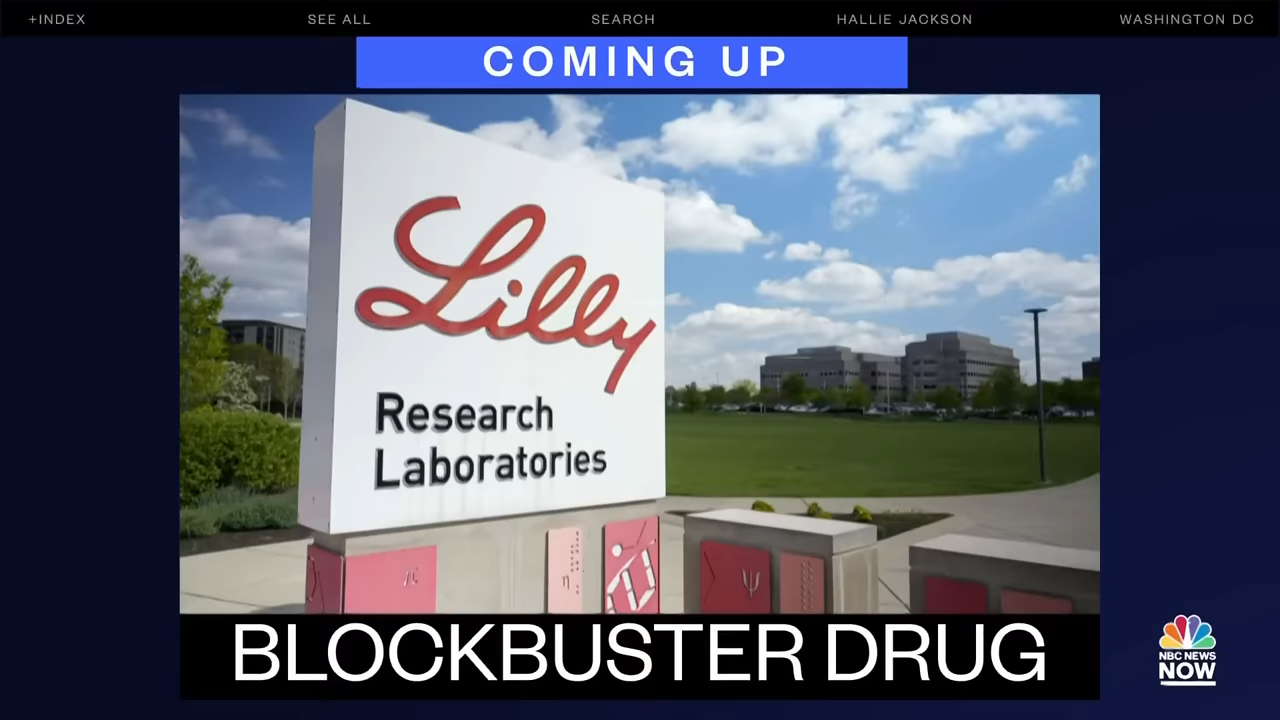 +INDEX
SEE ALL
SEARCH
HALLIE JACKSON
WASHINGTON DC
COMING UP
Lilly
Research
Laboratories
π
η
ψ
BLOCKBUSTER DRUG
NBC NEWS
NOW